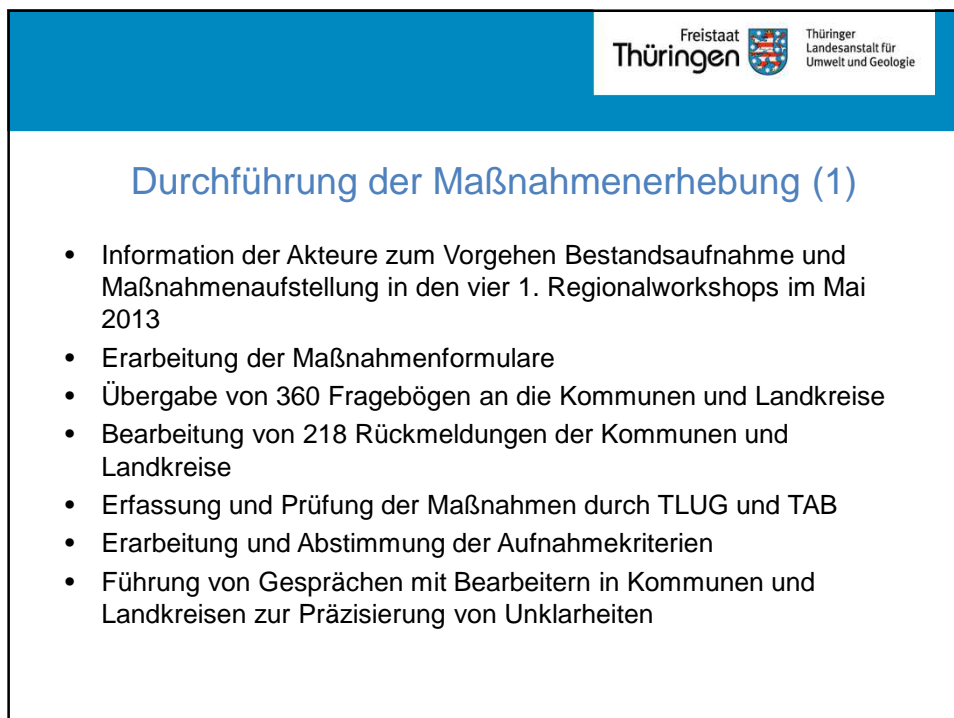 Freistaat
Thüringen
Thüringer
Landesanstalt für
Umwelt und Geologie
Durchführung der Maßnahmenerhebung (1)
• Information der Akteure zum Vorgehen Bestandsaufnahme und
Maßnahmenaufstellung in den vier 1. Regionalworkshops im Mai
2013
• Erarbeitung der Maßnahmenformulare
• Übergabe von 360 Fragebögen an die Kommunen und Landkreise
• Bearbeitung von 218 Rückmeldungen der Kommunen und
Landkreise
• Erfassung und Prüfung der Maßnahmen durch TLUG und TAB
• Erarbeitung und Abstimmung der Aufnahmekriterien
• Führung von Gesprächen mit Bearbeitern in Kommunen und
Landkreisen zur Präzisierung von Unklarheiten